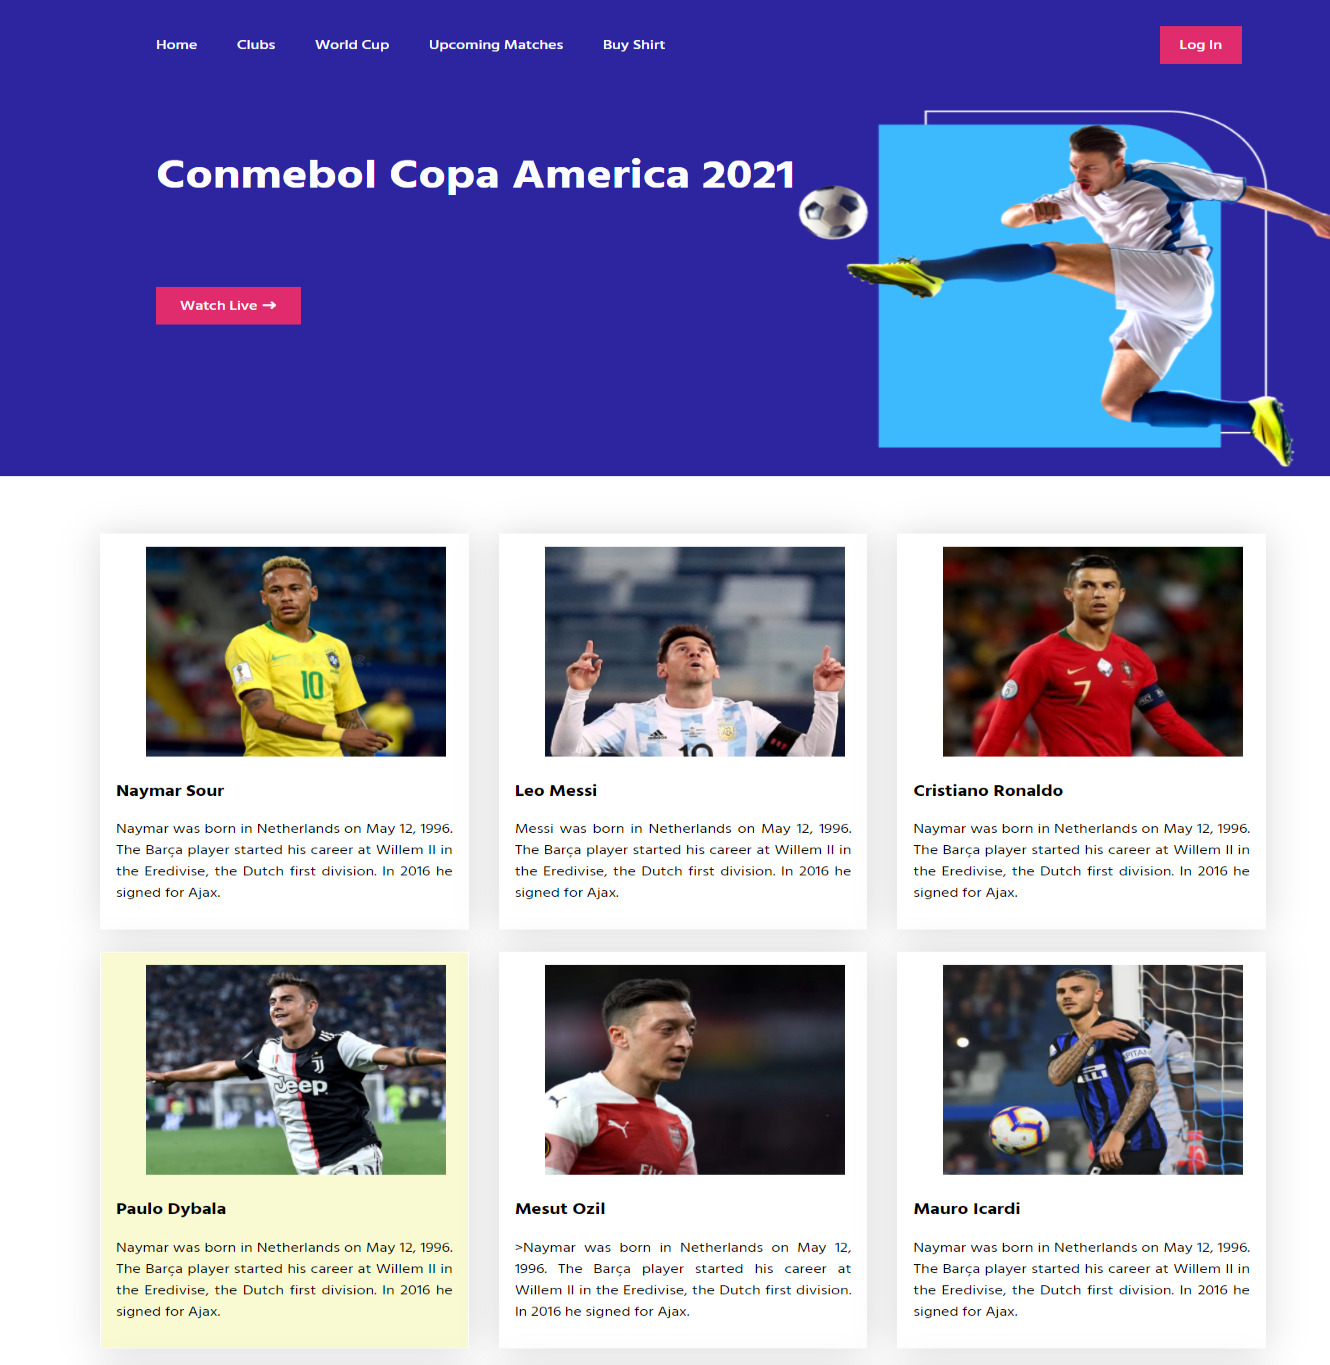 Home Clubs World Cup Upcoming Matches Buy Shirt Log In
Conmebol Copa America 2021
Watch Live →
10
10
7
Naymar Sour
Naymar was born in Netherlands on May 12, 1996.
The Barça player started his career at Willem II in
the Eredivise, the Dutch first division. In 2016 he
signed for Ajax.
Leo Messi
Messi was born in Netherlands on May 12, 1996.
The Barça player started his career at Willem II in
the Eredivise, the Dutch first division. In 2016 he
signed for Ajax.
Cristiano Ronaldo
Naymar was born in Netherlands on May 12, 1996.
The Barça player started his career at Willem II in
the Eredivise, the Dutch first division. In 2016 he
signed for Ajax.
Jeep
Paulo Dybala
Naymar was born in Netherlands on May 12, 1996.
The Barça player started his career at Willem II in
the Eredivise, the Dutch first division. In 2016 he
signed for Ajax.
Mesut Ozil
>Naymar was born in Netherlands on May 12,
1996. The Barça player started his career at
Willem II in the Eredivise, the Dutch first division.
In 2016 he signed for Ajax.
Mauro Icardi
Naymar was born in Netherlands on May 12, 1996.
The Barça player started his career at Willem II in
the Eredivise, the Dutch first division. In 2016 he
signed for Ajax.